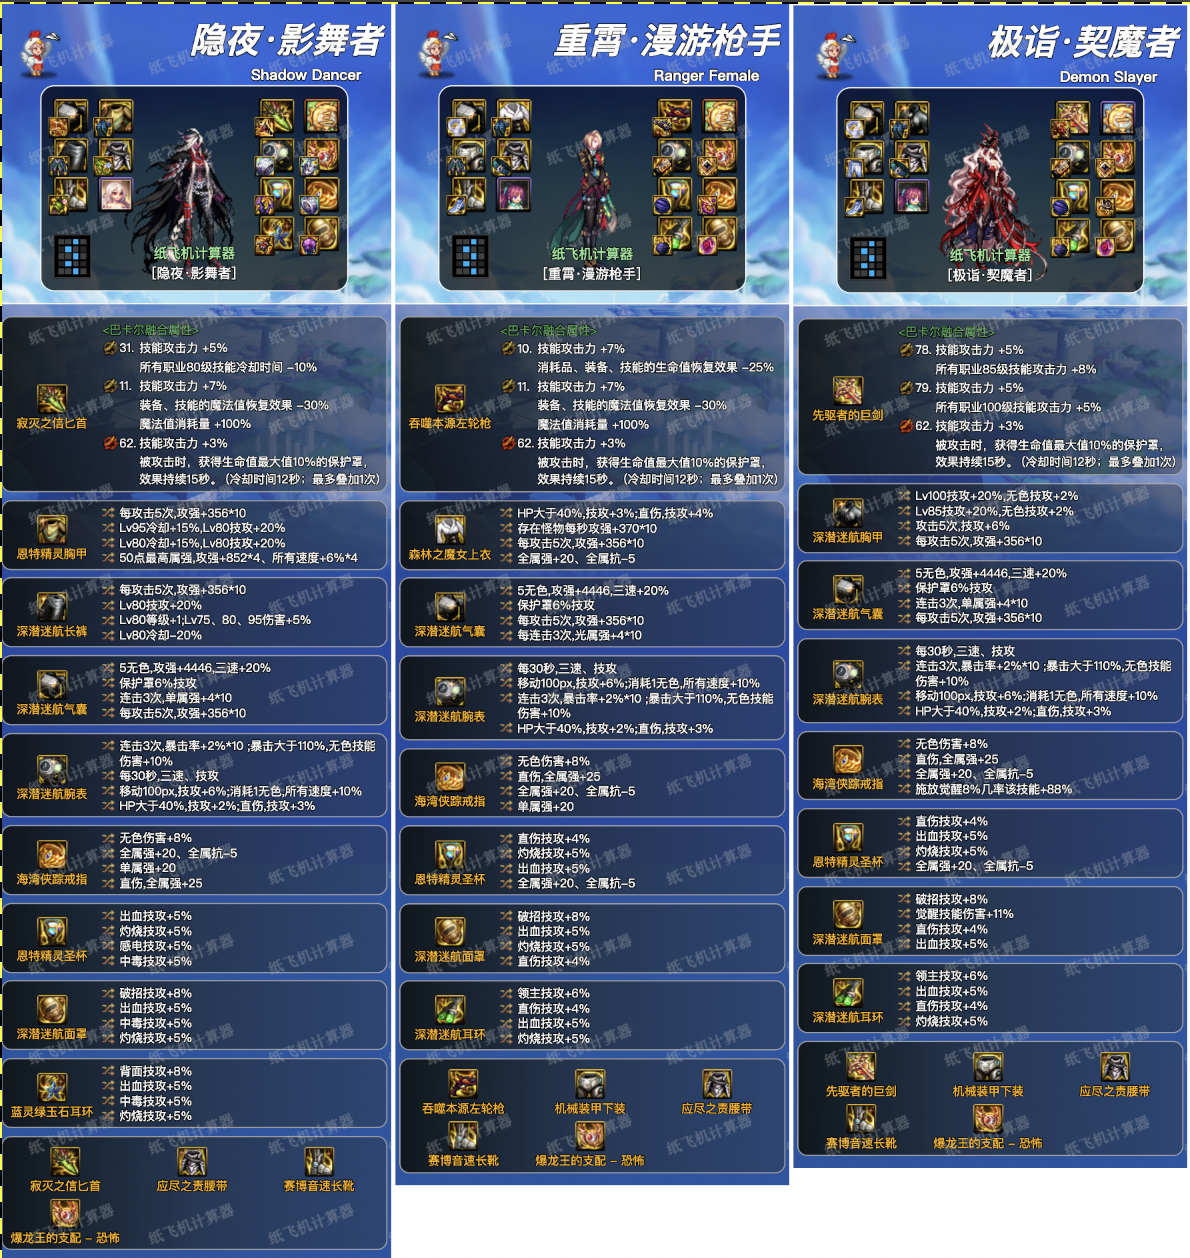 隐夜·影舞者
Shadow Dancer
纸飞机计算器
[隐夜·影舞者]
<巴卡尔融合属性>
31. 技能攻击力 +5%
所有职业80级技能冷却时间 -10%
11. 技能攻击力 +7%
装备、技能的魔法值恢复效果 -30%
魔法值消耗量 +100%
62. 技能攻击力 +3%
被攻击时，获得生命值最大值10%的保护罩，
效果持续15秒。（冷却时间12秒；最多叠加1次）
寂灭之信匕首
每攻击5次,攻强+356*10
Lv95冷却+15%,Lv80技攻+20%
Lv80冷却+15%,Lv80技攻+20%
50点最高属强,攻强+852*4、所有速度+6%*4
恩特精灵胸甲
每攻击5次,攻强+356*10
Lv80技攻+20%
Lv80等级+1;Lv75、80、95伤害+5%
Lv80冷却-20%
深潜迷航长裤
5无色,攻强+4446,三速+20%
保护罩6%技攻
连击3次,单属强+4*10
每攻击5次,攻强+356*10
深潜迷航气囊
连击3次,暴击率+2%*10 ;暴击大于110%,无色技能
伤害+10%
每30秒,三速、技攻
移动100px,技攻+6%;消耗1无色,所有速度+10%
HP大于40%,技攻+2%;直伤,技攻+3%
深潜迷航腕表
无色伤害+8%
全属强+20、全属抗-5
单属强+20
直伤,全属强+25
海湾侠踪戒指
出血技攻+5%
灼烧技攻+5%
感电技攻+5%
中毒技攻+5%
恩特精灵圣杯
破招技攻+8%
出血技攻+5%
中毒技攻+5%
灼烧技攻+5%
深潜迷航面罩
背面技攻+8%
出血技攻+5%
中毒技攻+5%
灼烧技攻+5%
蓝灵绿玉石耳环
寂灭之信匕首
应尽之责腰带
赛博音速长靴
爆龙王的支配 - 恐怖
重霄·漫游枪手
Ranger Female
纸飞机计算器
[重霄·漫游枪手]
<巴卡尔融合属性>
10. 技能攻击力 +7%
消耗品、装备、技能的生命值恢复效果 -25%
11. 技能攻击力 +7%
装备、技能的魔法值恢复效果 -30%
魔法值消耗量 +100%
62. 技能攻击力 +3%
被攻击时，获得生命值最大值10%的保护罩，
效果持续15秒。（冷却时间12秒；最多叠加1次）
吞噬本源左轮枪
HP大于40%,技攻+3%;直伤,技攻+4%
存在怪物每秒攻强+370*10
每攻击5次,攻强+356*10
全属强+20、全属抗-5
森林之魔女上衣
5无色,攻强+4446,三速+20%
保护罩6%技攻
每攻击5次,攻强+356*10
每连击3次,光属强+4*10
深潜迷航气囊
每30秒,三速、技攻
移动100px,技攻+6%;消耗1无色,所有速度+10%
连击3次,暴击率+2%*10 ;暴击大于110%,无色技能
伤害+10%
HP大于40%,技攻+2%;直伤,技攻+3%
深潜迷航腕表
无色伤害+8%
直伤,全属强+25
全属强+20、全属抗-5
单属强+20
海湾侠踪戒指
直伤技攻+4%
灼烧技攻+5%
出血技攻+5%
全属强+20、全属抗-5
恩特精灵圣杯
破招技攻+8%
出血技攻+5%
灼烧技攻+5%
直伤技攻+4%
深潜迷航面罩
领主技攻+6%
直伤技攻+4%
出血技攻+5%
灼烧技攻+5%
深潜迷航耳环
吞噬本源左轮枪
机械装甲下装
应尽之责腰带
赛博音速长靴
爆龙王的支配 - 恐怖
极诣·契魔者
Demon Slayer
纸飞机计算器
[极诣·契魔者]
<巴卡尔融合属性>
78. 技能攻击力 +5%
所有职业85级技能攻击力 +8%
79. 技能攻击力 +5%
所有职业100级技能攻击力 +5%
62. 技能攻击力 +3%
被攻击时，获得生命值最大值10%的保护罩，
效果持续15秒。（冷却时间12秒；最多叠加1次）
先驱者的巨剑
Lv100技攻+20%,无色技攻+2%
Lv85技攻+20%,无色技攻+2%
攻击5次,技攻+6%
每攻击5次,攻强+356*10
深潜迷航胸甲
5无色,攻强+4446,三速+20%
保护罩6%技攻
连击3次,单属强+4*10
每攻击5次,攻强+356*10
深潜迷航气囊
每30秒,三速、技攻
连击3次,暴击率+2%*10 ;暴击大于110%,无色技能
伤害+10%
移动100px,技攻+6%;消耗1无色,所有速度+10%
HP大于40%,技攻+2%;直伤,技攻+3%
深潜迷航腕表
无色伤害+8%
直伤,全属强+25
全属强+20、全属抗-5
施放觉醒8%几率该技能+88%
海湾侠踪戒指
直伤技攻+4%
出血技攻+5%
灼烧技攻+5%
全属强+20、全属抗-5
恩特精灵圣杯
破招技攻+8%
觉醒技能伤害+11%
直伤技攻+4%
出血技攻+5%
深潜迷航面罩
领主技攻+6%
出血技攻+5%
直伤技攻+4%
灼烧技攻+5%
深潜迷航耳环
先驱者的巨剑
机械装甲下装
应尽之责腰带
赛博音速长靴
爆龙王的支配 - 恐怖